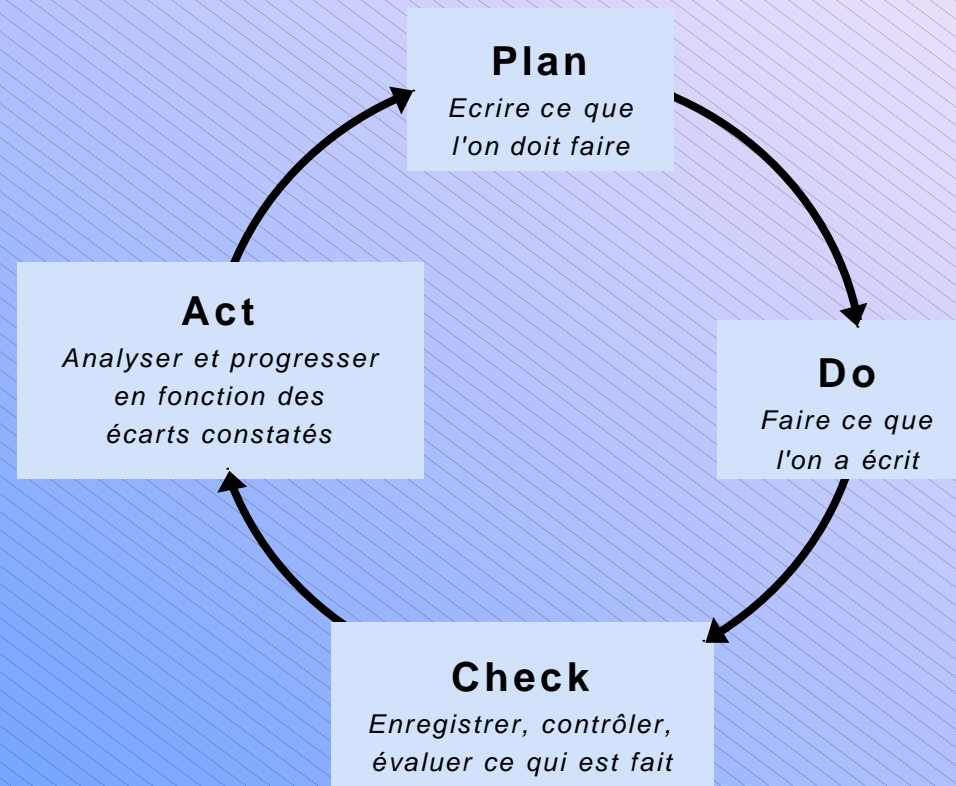 Plan
Ecrire ce que
l'on doit faire
Act
Analyser et progresser
en fonction des
écarts constatés
Do
Faire ce que
l'on a écrit
Check
Enregistrer, contrôler,
évaluer ce qui est fait